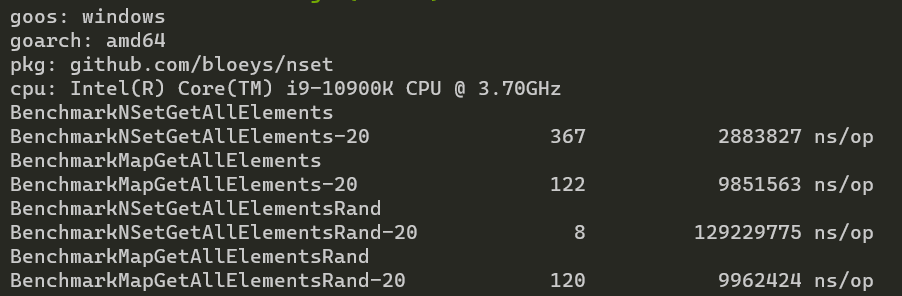 goos: windows
goarch: amd64
pkg: github.com/bloeys/nset
cpu: Intel(R) Core(TM) i9-10900K CPU @ 3.70GHz
BenchmarkNSetGetAllElements
BenchmarkNSetGetAllElements-20 367 2883827 ns/op
BenchmarkMapGetAllElements
BenchmarkMapGetAllElements-20 122 9851563 ns/op
BenchmarkNSetGetAllElementsRand
BenchmarkNSetGetAllElementsRand-20 8 129229775 ns/op
BenchmarkMapGetAllElementsRand
BenchmarkMapGetAllElementsRand-20 120 9962424 ns/op